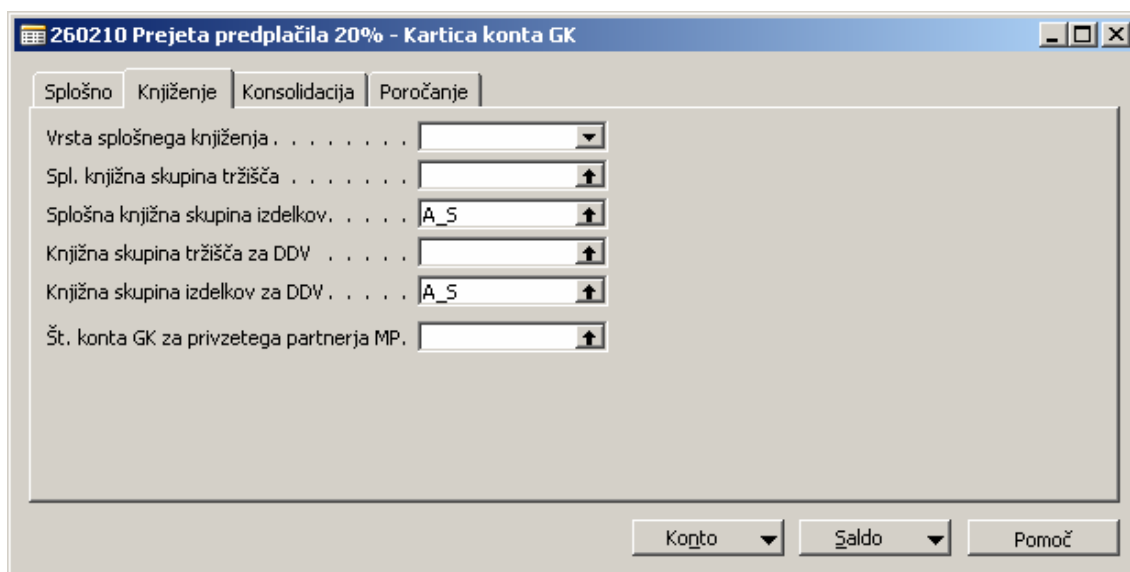 260210 Prejeta predplačila 20% - Kartica konta GK
Splošno Knjiženje Konsolidacija Poročanje
Vrsta splošnega knjiženja . . . . . . . .
Spl. knjižna skupina tržišča . . . . . . .
Splošna knjižna skupina izdelkov. . . . . A_S
Knjižna skupina tržišča za DDV . . . . .
Knjižna skupina izdelkov za DDV. . . . . A_S
Št. konta GK za privzetega partnerja MP.
Konto Saldo Pomoč